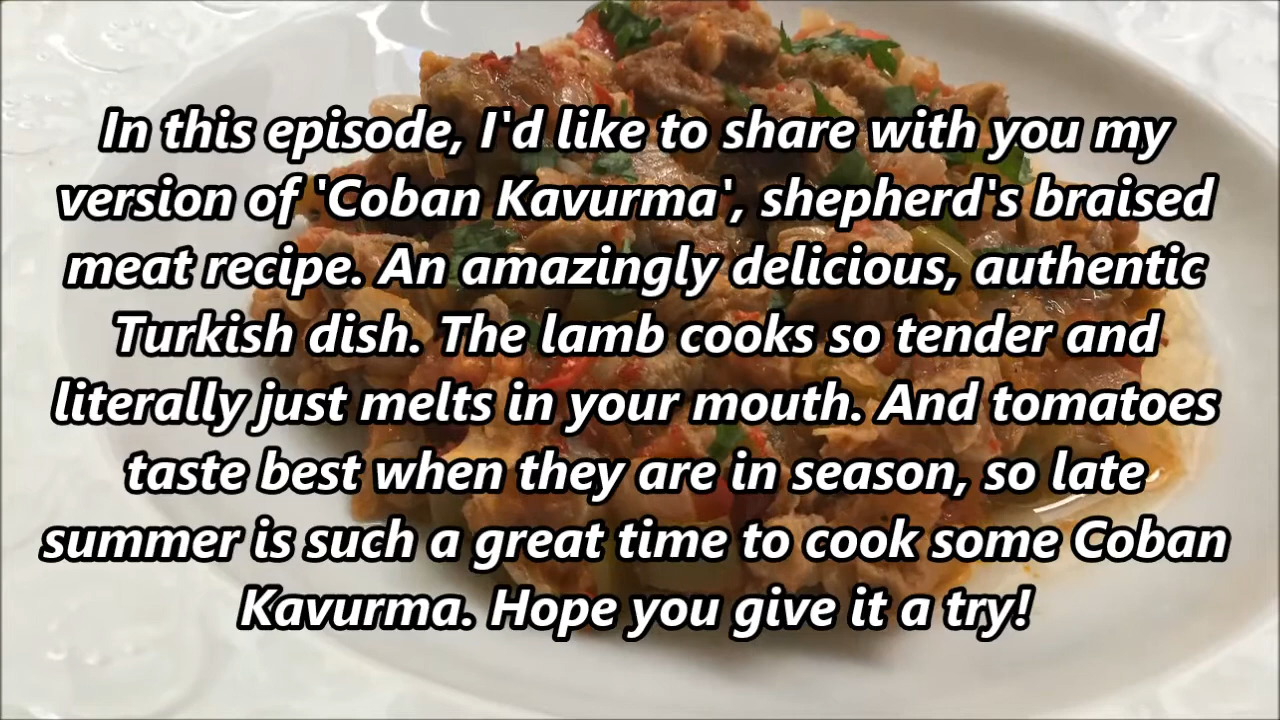 In this episode, I'd like to share with you my
version of 'Coban Kavurma', shepherd's braised
meat recipe. An amazingly delicious, authentic
Turkish dish. The lamb cooks so tender and
literally just melts in your mouth. And tomatoes
taste best when they are in season, so late
summer is such a great time to cook some Coban
Kavurma. Hope you give it a try!